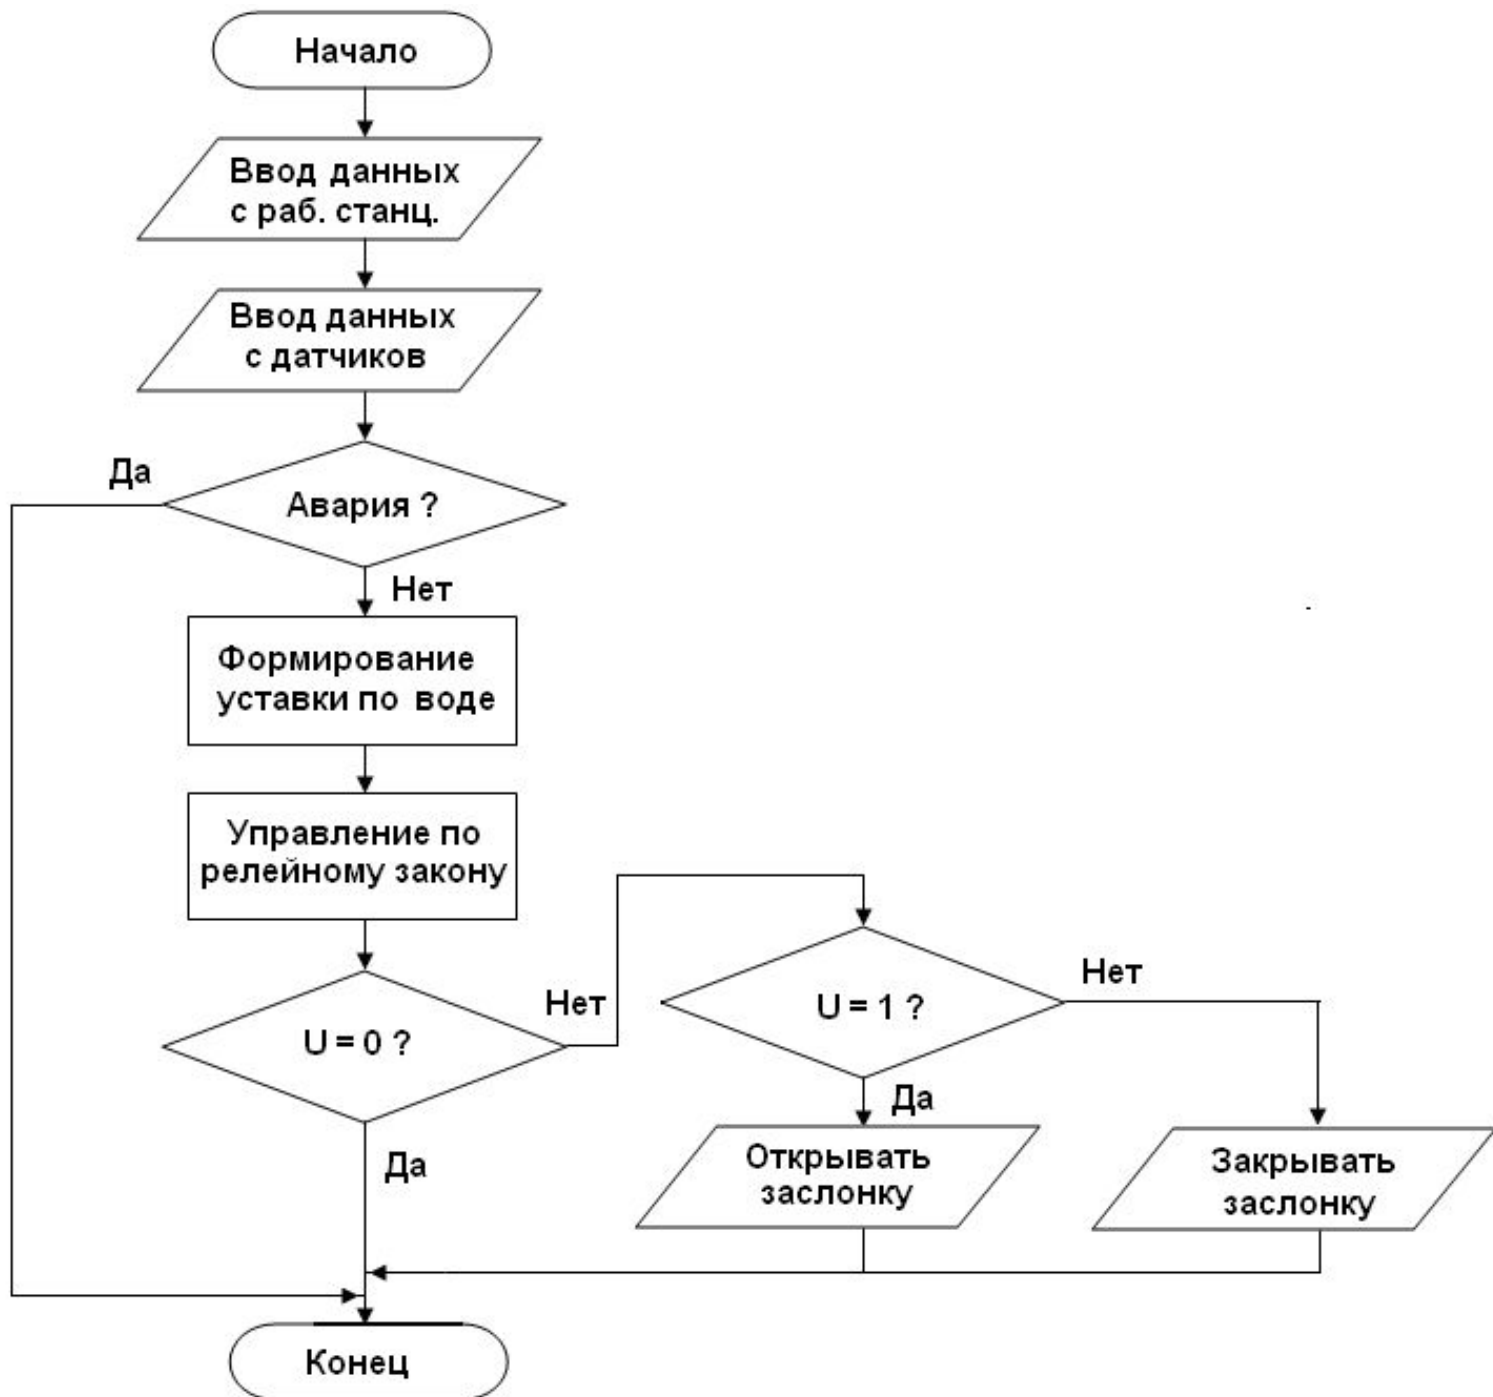 Начало
Ввод данных
с раб. станц.
Ввод данных
с датчиков
Да
Авария ?
Нет
Формирование
уставки по воде
Управление по
релейному закону
U = 0 ?
Нет
Да
U = 1 ?
Нет
Да
Открывать
заслонку
Закрывать
заслонку
Конец